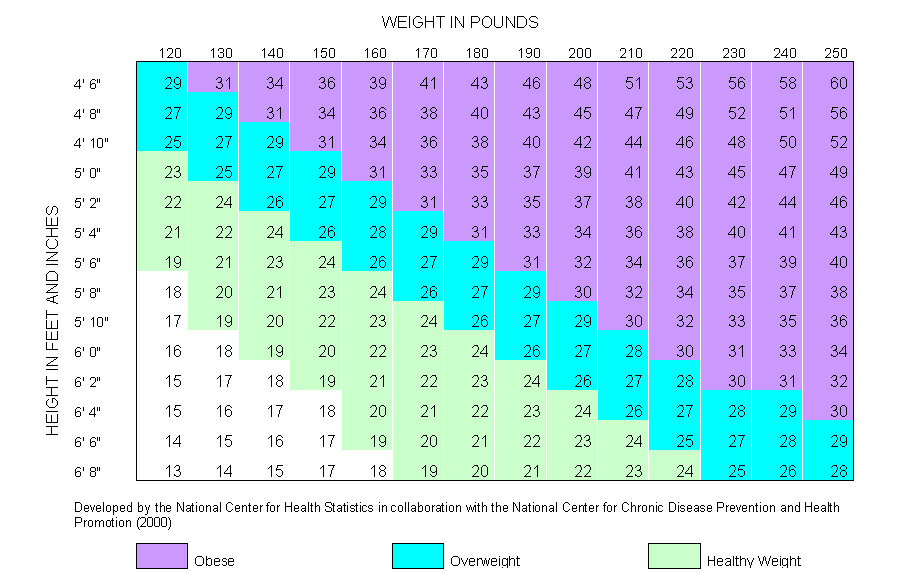 WEIGHT IN POUNDS
120 130 140 150 160 170 180 190 200 210 220 230 240 250
HEIGHT IN FEET AND INCHES
4' 6" 29 31 34 36 39 41 43 46 48 51 53 56 58 60
4' 8" 27 29 31 34 36 38 40 43 45 47 49 52 51 56
4' 10" 25 27 29 31 34 36 38 40 42 44 46 48 50 52
5' 0" 23 25 27 29 31 33 35 37 39 41 43 45 47 49
5' 2" 22 24 26 27 29 31 33 35 37 38 40 42 44 46
5' 4" 21 22 24 26 28 29 31 33 34 36 38 40 41 43
5' 6" 19 21 23 24 26 27 29 31 32 34 36 37 39 40
5' 8" 18 20 21 23 24 26 27 29 30 32 34 35 37 38
5' 10" 17 19 20 22 23 24 26 27 29 30 32 33 35 36
6' 0" 16 18 19 20 22 23 24 26 27 28 30 31 33 34
6' 2" 15 17 18 19 21 22 23 24 26 27 28 30 31 32
6' 4" 15 16 17 18 20 21 22 23 24 26 27 28 29 30
6' 6" 14 15 16 17 19 20 21 22 23 24 25 27 28 29
6' 8" 13 14 15 17 18 19 20 21 22 23 24 25 26 28
Developed by the National Center for Health Statistics in collaboration with the National Center for Chronic Disease Prevention and Health
Promotion (2000)
Obese Overweight Healthy Weight